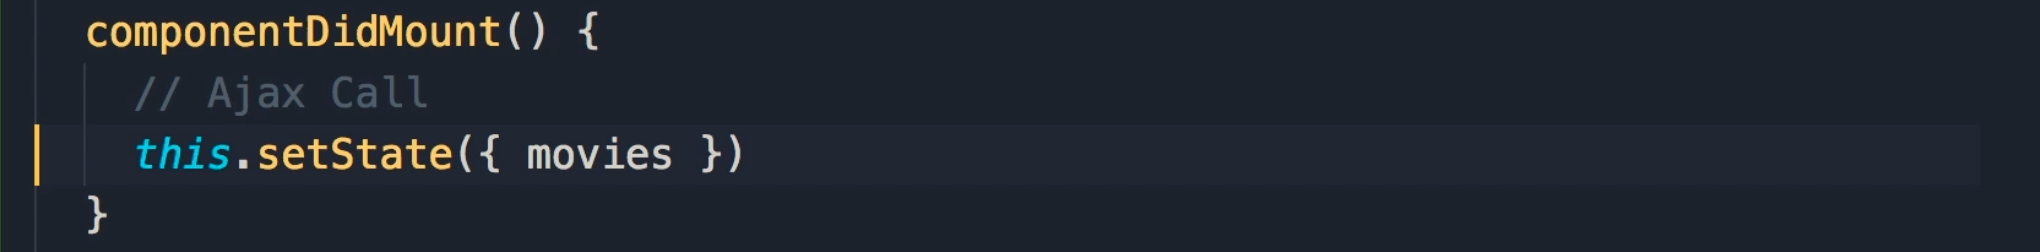 componentDidMount() {
// Ajax Call
this.setState({ movies })
}